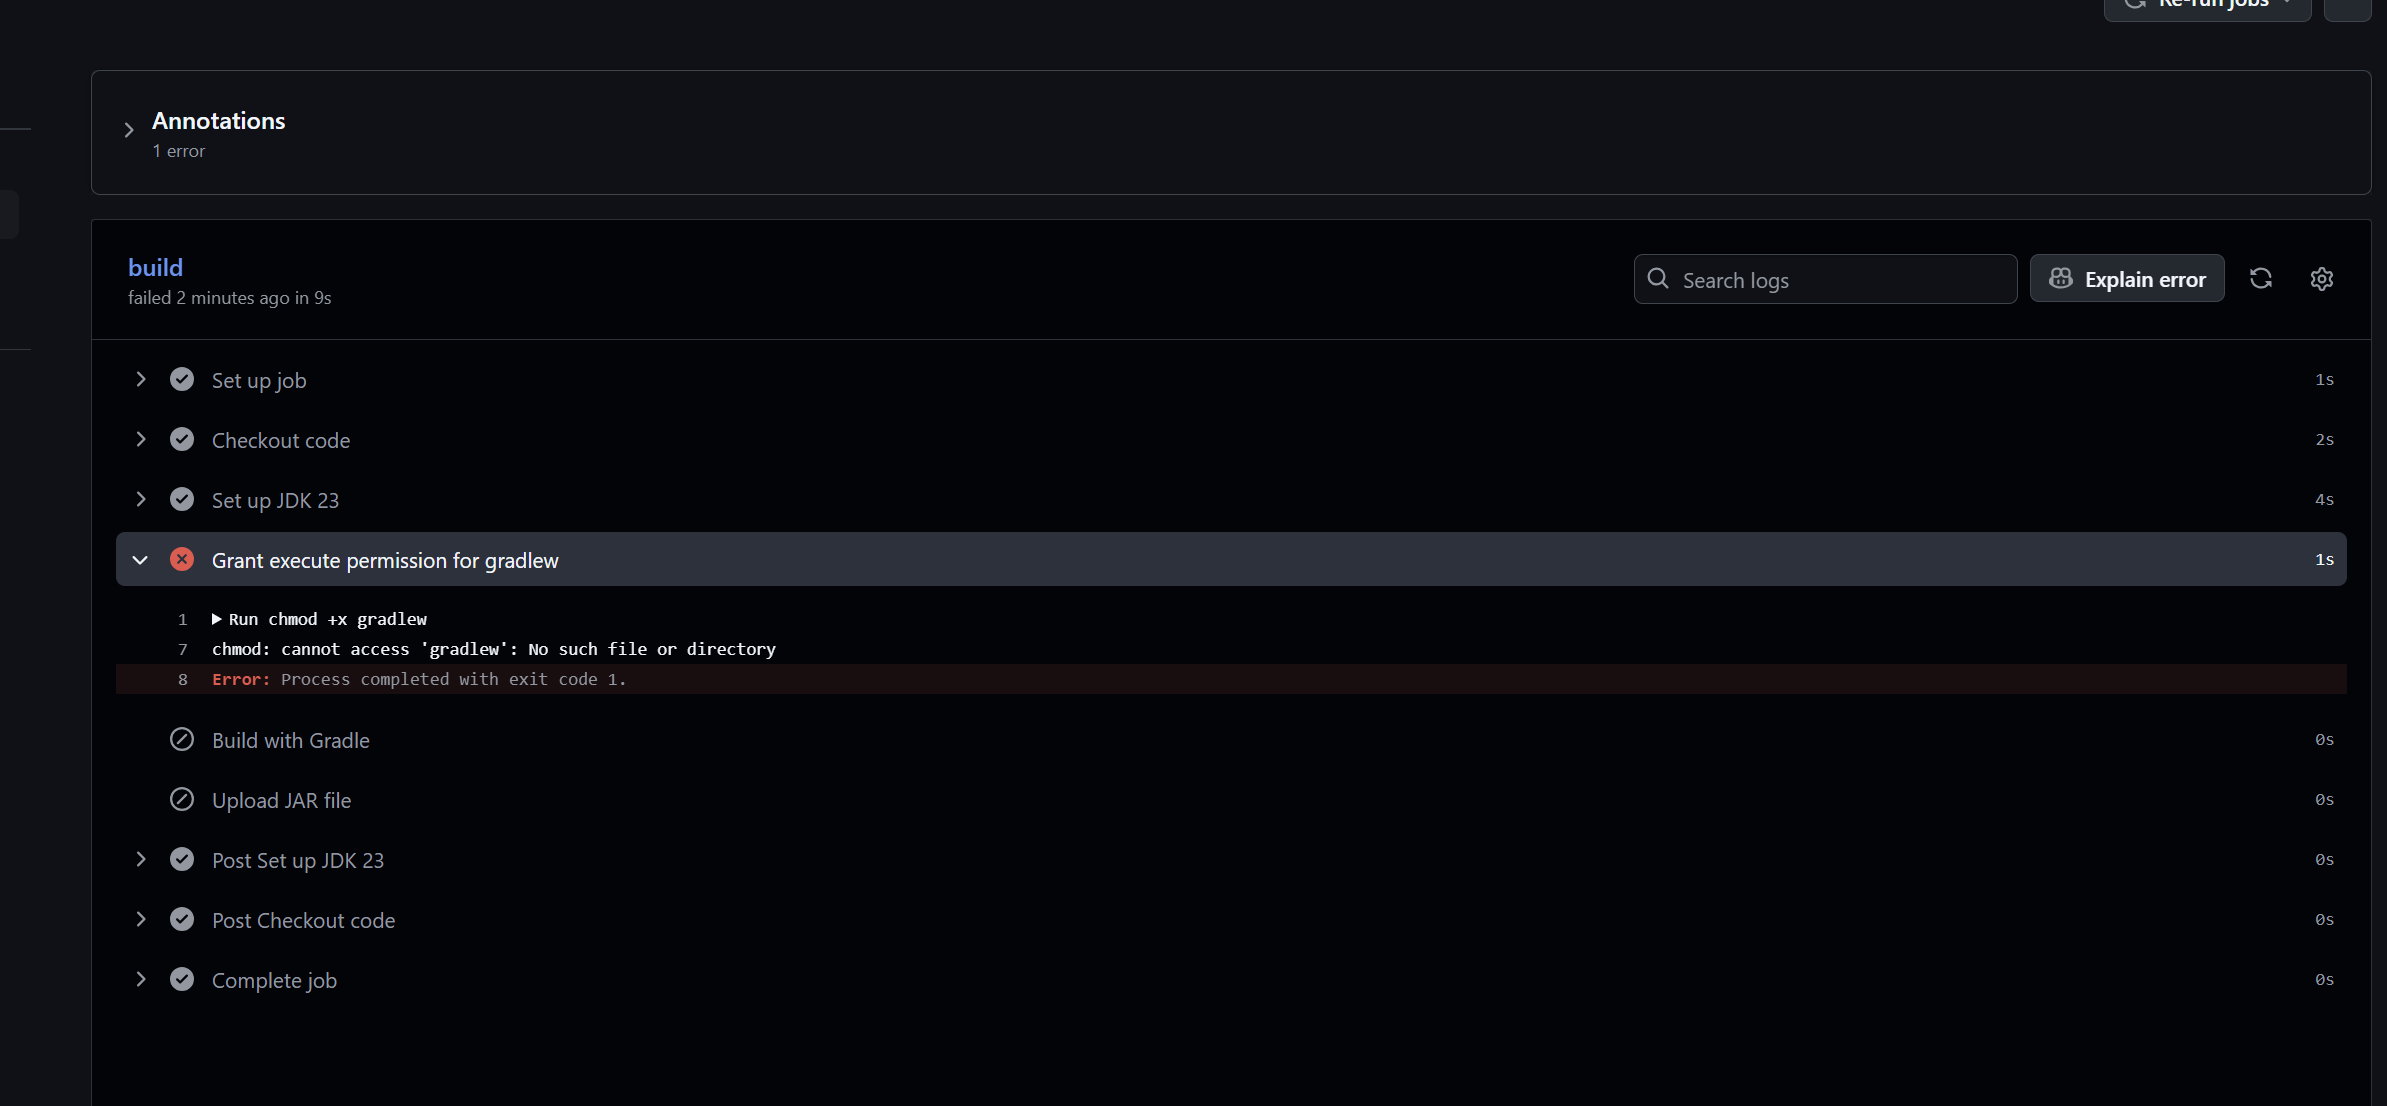 Re-run jobs
Annotations
1 error
build
failed 2 minutes ago in 9s
Search logs
Explain error
Set up job
1s
Checkout code
2s
Set up JDK 23
4s
Grant execute permission for gradlew
1s
1 Run chmod +x gradlew
7 chmod: cannot access 'gradlew': No such file or directory
8 Error: Process completed with exit code 1.
Build with Gradle
0s
Upload JAR file
0s
Post Set up JDK 23
0s
Post Checkout code
0s
Complete job
0s